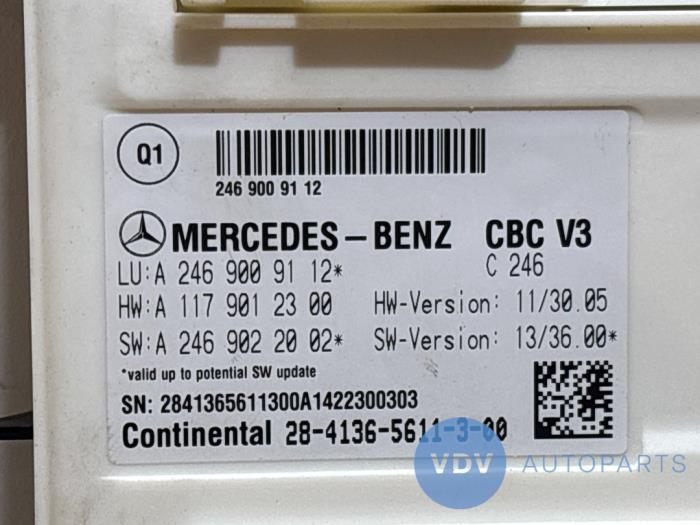 Q1
246 900 91 12
MERCEDES-BENZ CBC V3
LU:A 246 900 91 12* C 246
HW:A 117 901 23 00 HW-Version: 11/30.05
SW:A 246 902 20 02* SW-Version: 13/36.00*
*valid up to potential SW update
SN: 2841365611300A1422300303
Continental 28-4136-5611-3-00
VDV AUTOPARTS